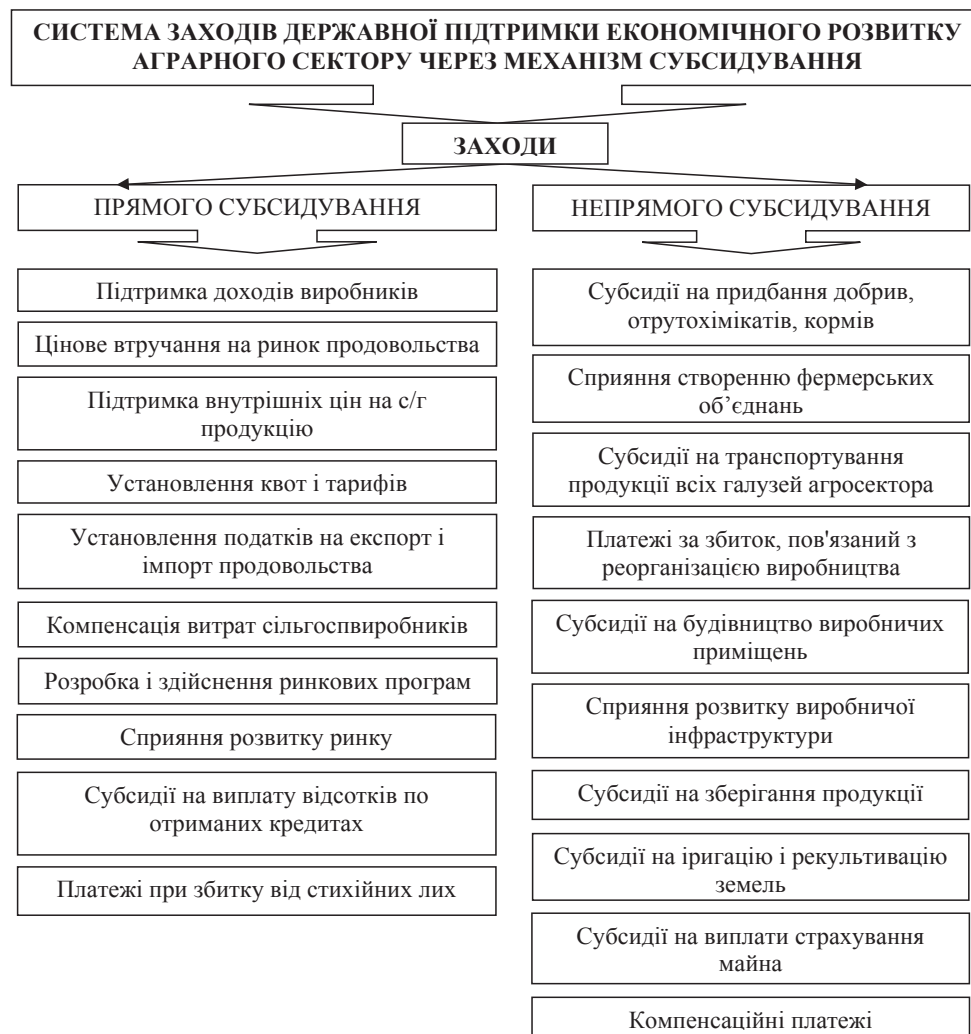 СИСТЕМА ЗАХОДІВ ДЕРЖАВНОЇ ПІДТРИМКИ ЕКОНОМІЧНОГО РОЗВИТКУ
АГРАРНОГО СЕКТОРУ ЧЕРЕЗ МЕХАНІЗМ СУБСИДУВАННЯ
ЗАХОДИ
ПРЯМОГО СУБСИДУВАННЯ
Підтримка доходів виробників
Цінове втручання на ринок продовольства
Підтримка внутрішніх цін на с/г
продукцію
Установлення квот і тарифів
Установлення податків на експорт і
імпорт продовольства
Компенсація витрат сільгоспвиробників
Розробка і здійснення ринкових програм
Сприяння розвитку ринку
Субсидії на виплату відсотків по
отриманих кредитах
Платежі при збитку від стихійних лих
НЕПРЯМОГО СУБСИДУВАННЯ
Субсидії на придбання добрив,
отрутохімікатів, кормів
Сприяння створенню фермерських
об’єднань
Субсидії на транспортування
продукції всіх галузей агросектора
Платежі за збиток, пов'язаний з
реорганізацією виробництва
Субсидії на будівництво виробничих
приміщень
Сприяння розвитку виробничої
інфраструктури
Субсидії на зберігання продукції
Субсидії на іригацію і рекультивацію
земель
Субсидії на виплати страхування
майна
Компенсаційні платежі